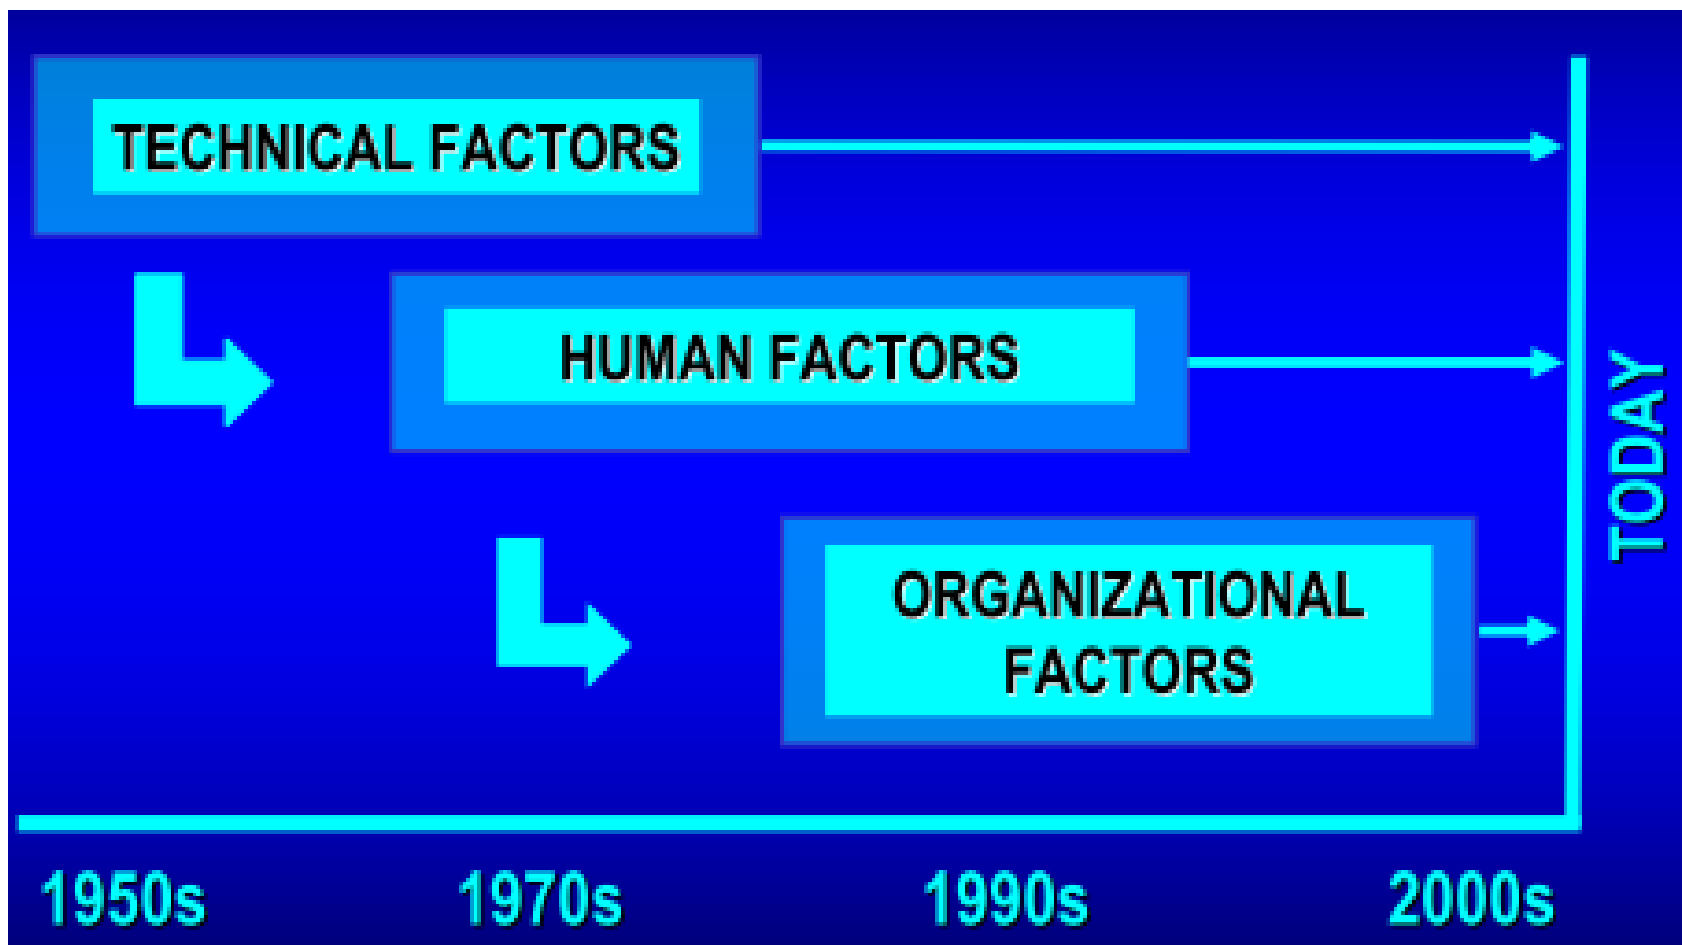 TECHNICAL FACTORS
HUMAN FACTORS
ORGANIZATIONAL
FACTORS
TODAY
1950s 1970s 1990s 2000s